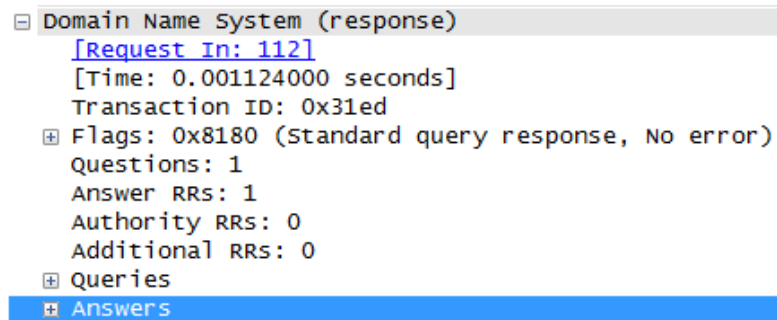 Domain Name System (response)
[Request In: 112]
[Time: 0.001124000 seconds]
Transaction ID: 0x31ed
Flags: 0x8180 (Standard query response, No error)
Questions: 1
Answer RRs: 1
Authority RRs: 0
Additional RRs: 0
Queries
Answers